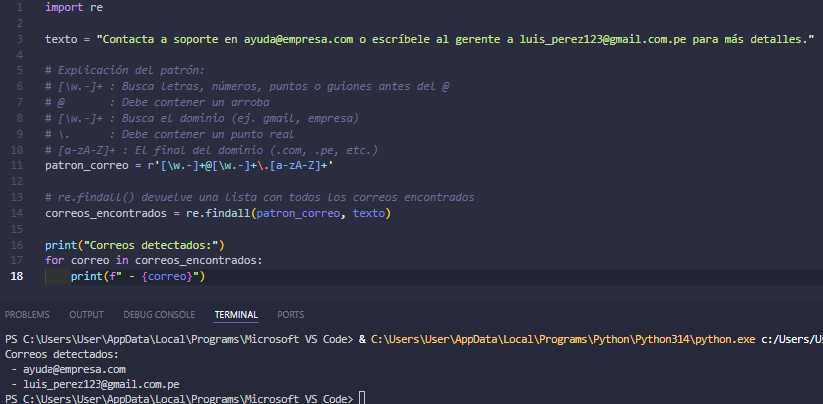 1 import re
2
3 texto = "Contacta a soporte en ayuda@empresa.com o escríbele al gerente a luis_perez123@gmail.com.pe para más detalles."
4
5 # Explicación del patrón:
6 # [\w.-]+ : Busca letras, números, puntos o guiones antes del @
7 # @       : Debe contener un arroba
8 # [\w.-]+ : Busca el dominio (ej. gmail, empresa)
9 # \.      : Debe contener un punto real
10 # [a-zA-Z]+ : El final del dominio (.com, .pe, etc.)
11 patron_correo = r'[\w.-]+@[\w.-]+\.[a-zA-Z]+'
12
13 # re.findall() devuelve una lista con todos los correos encontrados
14 correos_encontrados = re.findall(patron_correo, texto)
15
16 print("Correos detectados:")
17 for correo in correos_encontrados:
18     print(f" - {correo}")
PROBLEMS OUTPUT DEBUG CONSOLE TERMINAL PORTS
PS C:\Users\User\AppData\Local\Programs\Microsoft VS Code> & C:\Users\User\AppData\Local\Programs\Python\Python314\python.exe c:/Users/Us
Correos detectados:
 - ayuda@empresa.com
 - luis_perez123@gmail.com.pe
PS C:\Users\User\AppData\Local\Programs\Microsoft VS Code>